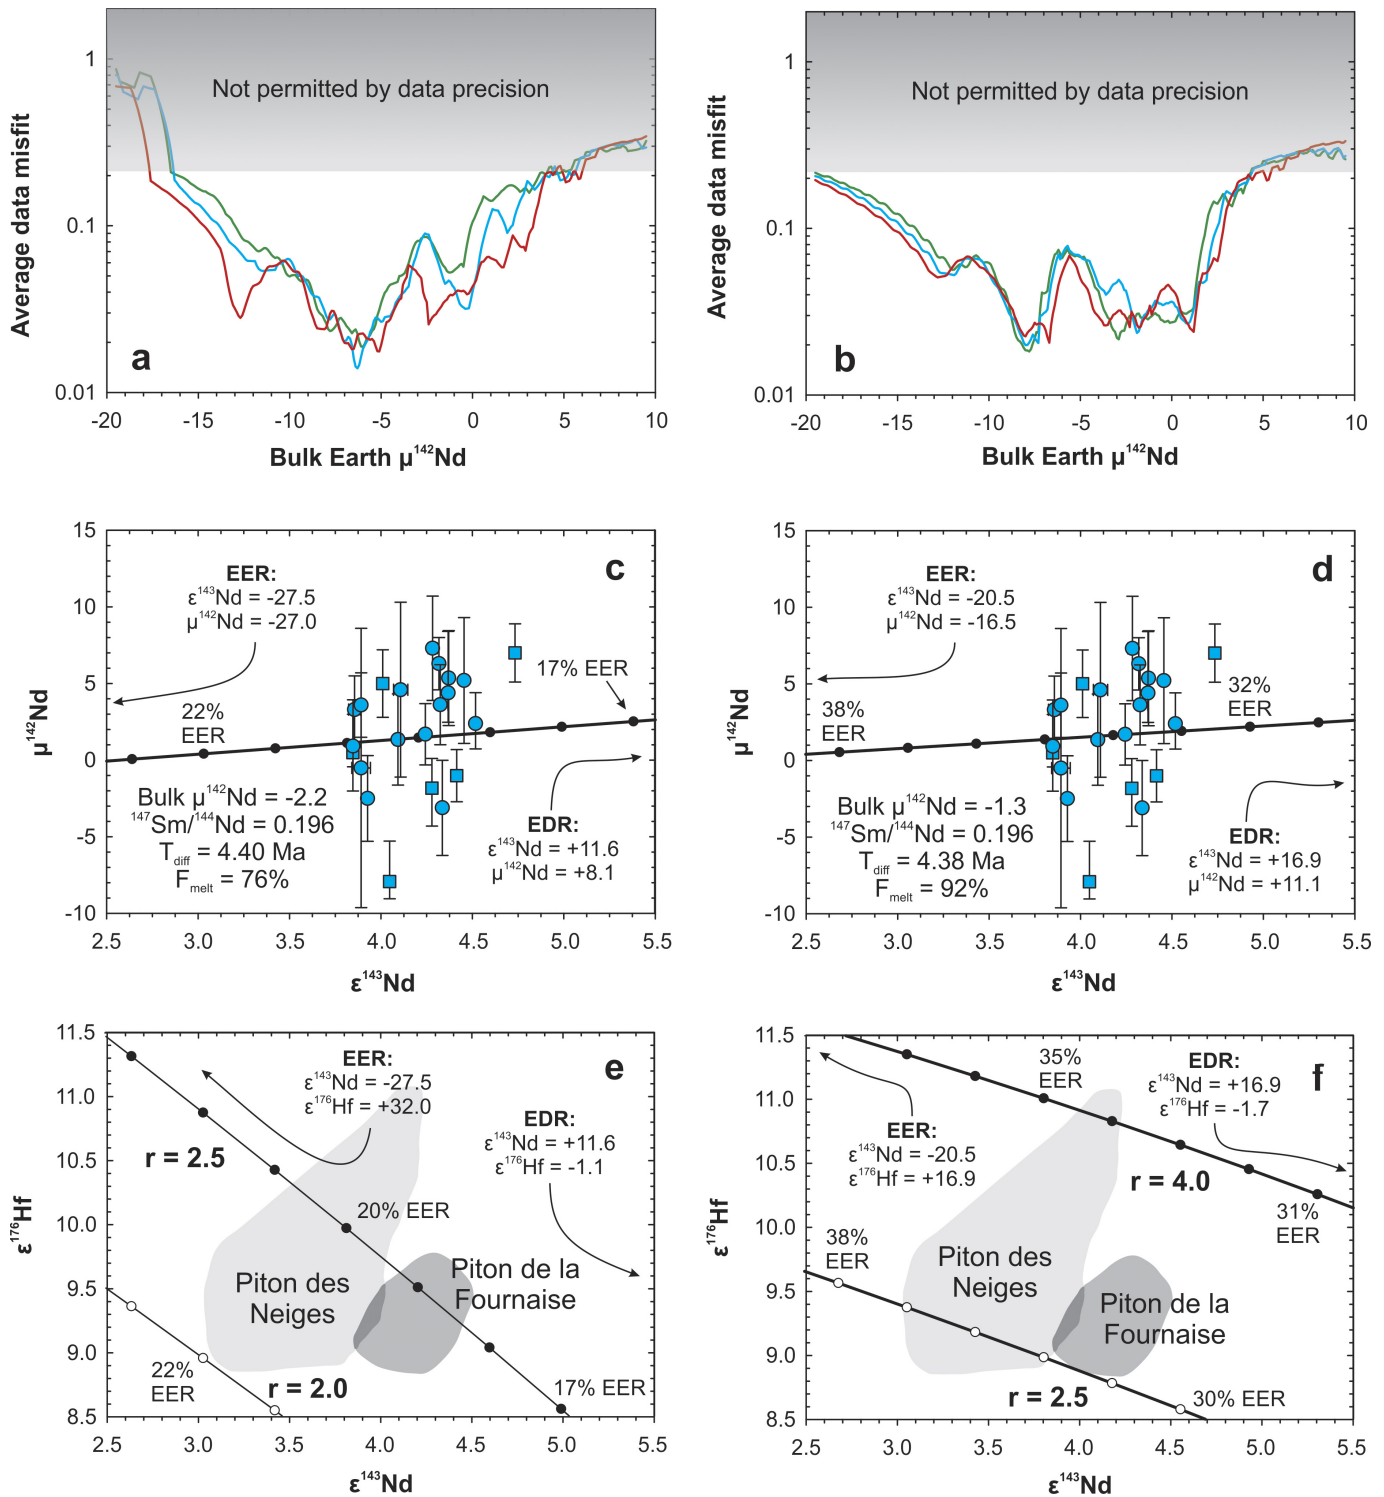 Not permitted by data precision
1
0.1
0.01
Average data misfit
a
-20 -15 -10 -5 0 5 10
Bulk Earth μ¹⁴²Nd
Not permitted by data precision
1
0.1
0.01
Average data misfit
b
-20 -15 -10 -5 0 5 10
Bulk Earth μ¹⁴²Nd
15
10
5
0
-5
-10
μ¹⁴²Nd
c
EER:
ε¹⁴³Nd = -27.5
μ¹⁴²Nd = -27.0
22%
EER
17% EER
Bulk μ¹⁴²Nd = -2.2
¹⁴⁷Sm/¹⁴⁴Nd = 0.196
Tdiff = 4.40 Ma
Fmelt = 76%
EDR:
ε¹⁴³Nd = +11.6
μ¹⁴²Nd = +8.1
2.5 3.0 3.5 4.0 4.5 5.0 5.5
ε¹⁴³Nd
15
10
5
0
-5
-10
μ¹⁴²Nd
d
EER:
ε¹⁴³Nd = -20.5
μ¹⁴²Nd = -16.5
38%
EER
32%
EER
Bulk μ¹⁴²Nd = -1.3
¹⁴⁷Sm/¹⁴⁴Nd = 0.196
Tdiff = 4.38 Ma
Fmelt = 92%
EDR:
ε¹⁴³Nd = +16.9
μ¹⁴²Nd = +11.1
2.5 3.0 3.5 4.0 4.5 5.0 5.5
ε¹⁴³Nd
11.5
11.0
10.5
10.0
9.5
9.0
8.5
ε¹⁷⁶Hf
e
EER:
ε¹⁴³Nd = -27.5
ε¹⁷⁶Hf = +32.0
EDR:
ε¹⁴³Nd = +11.6
ε¹⁷⁶Hf = -1.1
r = 2.5
20% EER
Piton des
Neiges
Piton de la
Fournaise
22%
EER
r = 2.0
17% EER
2.5 3.0 3.5 4.0 4.5 5.0 5.5
ε¹⁴³Nd
11.5
11.0
10.5
10.0
9.5
9.0
8.5
ε¹⁷⁶Hf
f
35%
EER
EDR:
ε¹⁴³Nd = +16.9
ε¹⁷⁶Hf = -1.7
EER:
ε¹⁴³Nd = -20.5
ε¹⁷⁶Hf = +16.9
r = 4.0
31%
EER
38%
EER
Piton des
Neiges
Piton de la
Fournaise
r = 2.5
30% EER
2.5 3.0 3.5 4.0 4.5 5.0 5.5
ε¹⁴³Nd